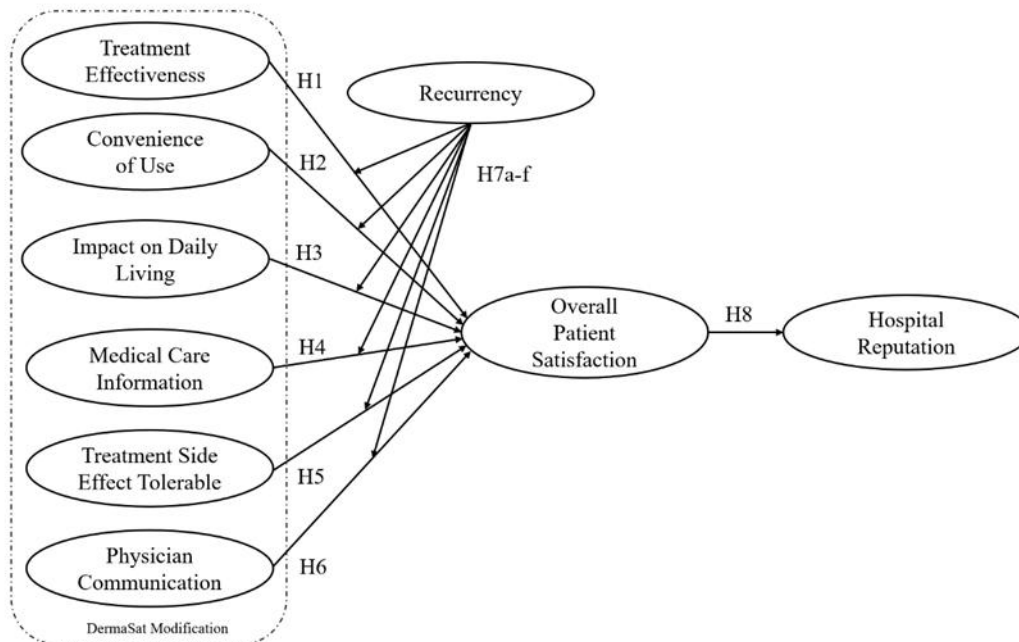 Treatment
Effectiveness
H1
Recurrency
Convenience
of Use
H2
H7a-f
Impact on Daily
Living
H3
Overall
Patient
Satisfaction
H8
Hospital
Reputation
Medical Care
Information
H4
Treatment Side
Effect Tolerable
H5
Physician
Communication
H6
DermaSat Modification